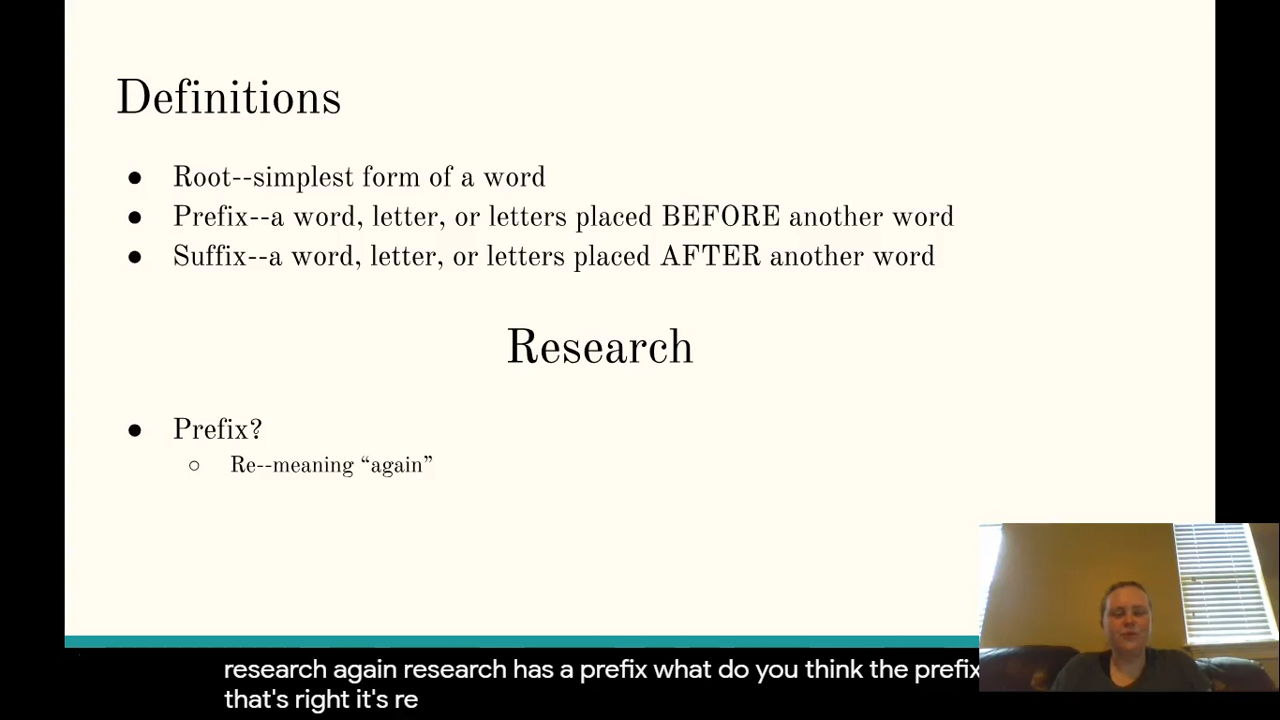 Definitions
● Root--simplest form of a word
● Prefix--a word, letter, or letters placed BEFORE another word
● Suffix--a word, letter, or letters placed AFTER another word
Research
● Prefix?
○ Re--meaning “again”
research again research has a prefix what do you think the prefix
that's right it's re